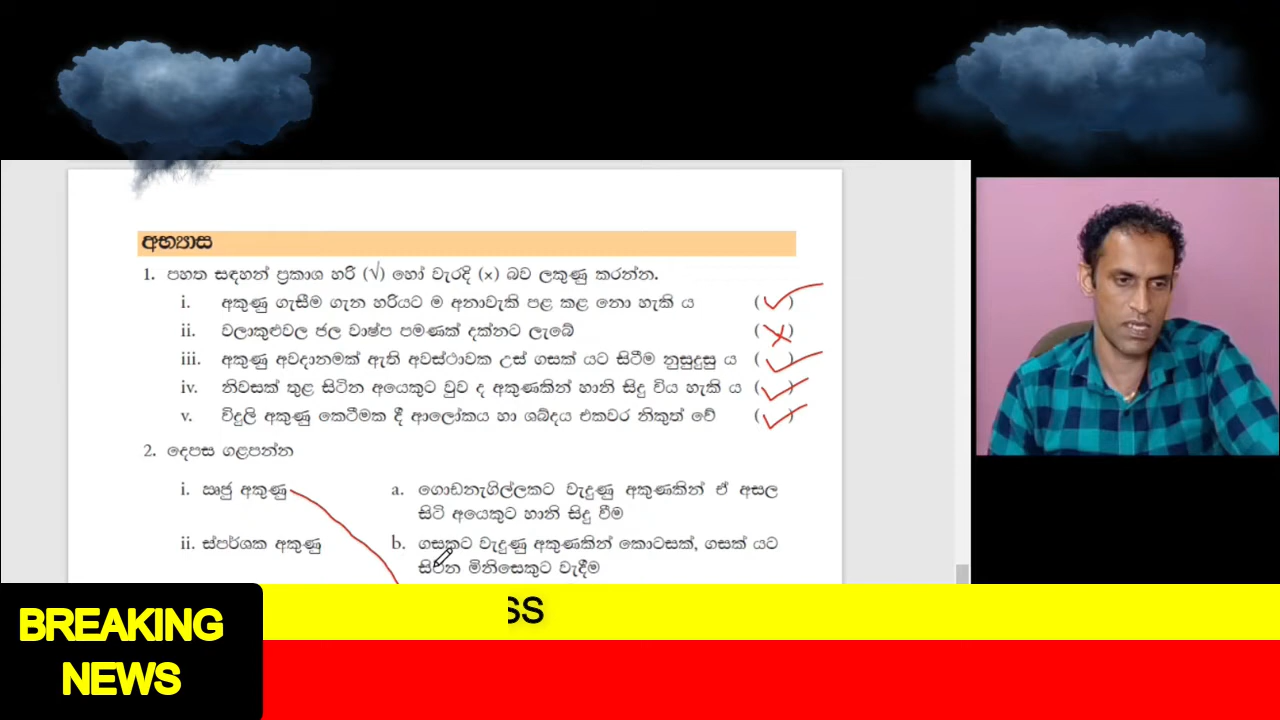 අභ්‍යාස
1. පහත සඳහන් ප්‍රකාශ හරි (√) හෝ වැරදි (×) බව ලකුණු කරන්න.
i. අකුණු ගැසීම ගැන හරියට ම අනාවැකි පළ කළ නො හැකි ය (✓)
ii. වලාකුළුවල ජල වාෂ්ප පමණක් දක්නට ලැබේ (×)
iii. අකුණු අවදානමක් ඇති අවස්ථාවක උස් ගසක් යට සිටීම නුසුදුසු ය (✓)
iv. නිවසක් තුළ සිටින අයෙකුට වුව ද අකුණකින් හානි සිදු විය හැකි ය (✓)
v. විදුලි අකුණු කෙටීමක දී ආලෝකය හා ශබ්දය එකවර නිකුත් වේ (✓)
2. දෙපස ගළපන්න
i. ඍජු අකුණු a. ගොඩනැගිල්ලකට වැදුණු අකුණකින් ඒ අසල
සිටි අයෙකුට හානි සිදු වීම
ii. ස්පර්ශක අකුණු b. ගසකට වැදුණු අකුණකින් කොටසක්, ගසක් යට
සිටින මිනිසෙකුට වැදීම
BREAKING
NEWS
SS